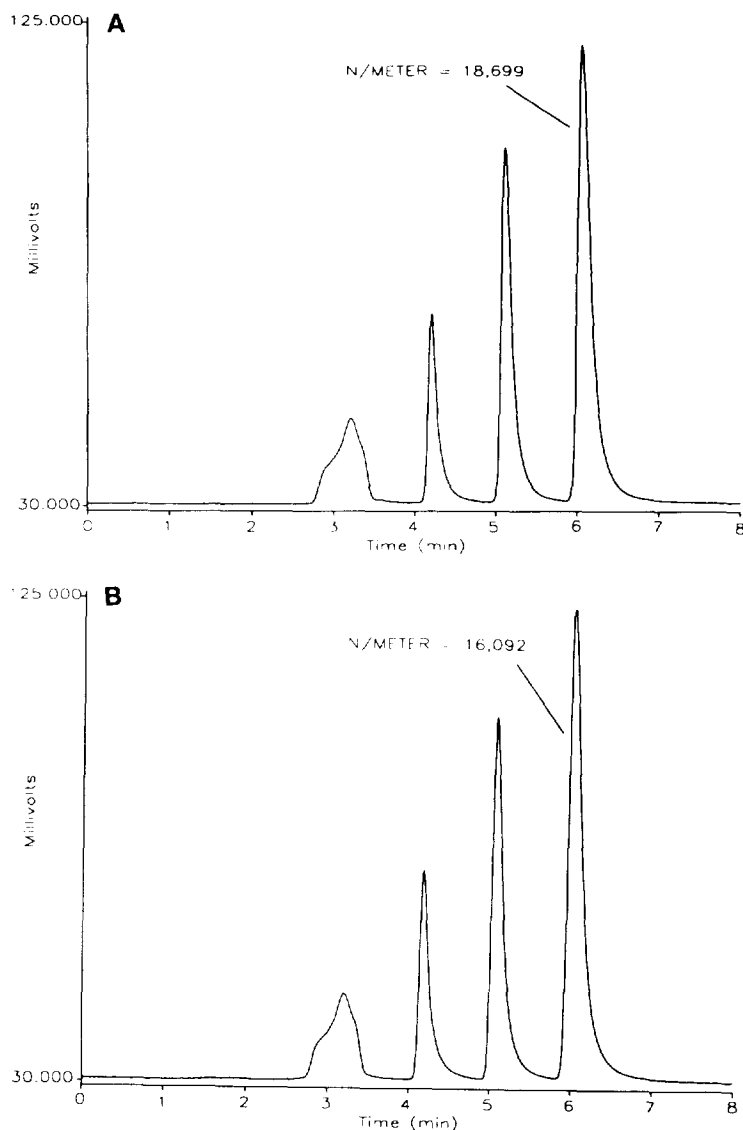 125.000
A
N/METER = 18,699
Millivolts
30.000
0 1 2 3 4 5 6 7 8
Time (min)
125.000
B
N/METER = 16,092
Millivolts
30.000
0 1 2 3 4 5 6 7 8
Time (min)